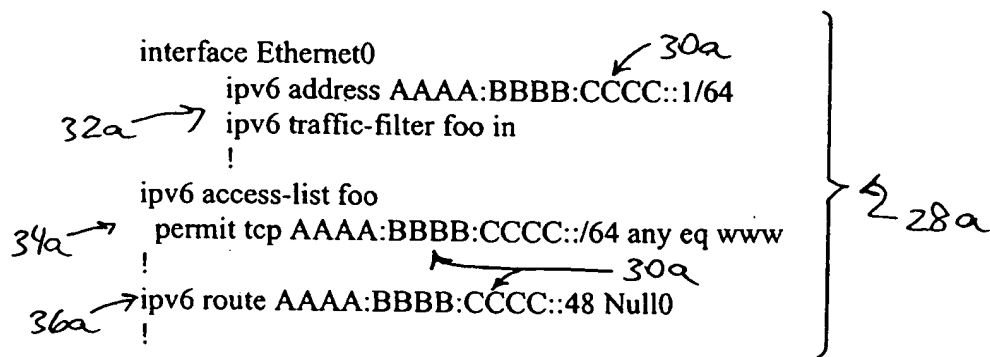 30a
interface Ethernet0
ipv6 address AAAA:BBBB:CCCC::1/64
32a
ipv6 traffic-filter foo in
!
28a
ipv6 access-list foo
34a
permit tcp AAAA:BBBB:CCCC::/64 any eq www
!
30a
36a
ipv6 route AAAA:BBBB:CCCC::48 Null0
!